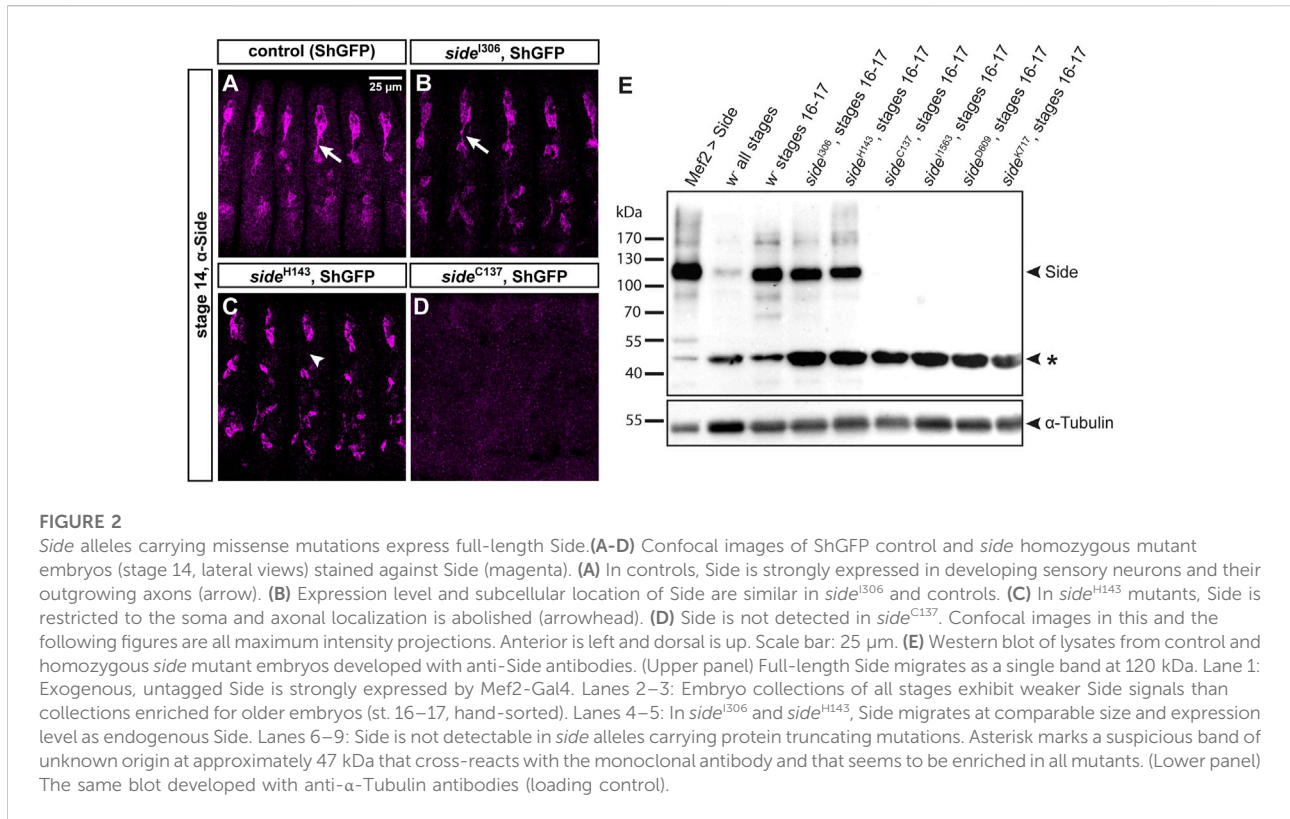 control (ShGFP)
side^I306, ShGFP
A
25 µm
B
stage 14, α-Side
side^H143, ShGFP
side^C137, ShGFP
C
D
E
Mef2 > Side
w⁻ all stages
w⁻ stages 16-17
side^I306, stages 16-17
side^H143, stages 16-17
side^C137, stages 16-17
side^I1563, stages 16-17
side^D609, stages 16-17
side^K717, stages 16-17
kDa
170
130
100
70
55
40
Side
*
55
α-Tubulin
FIGURE 2
Side alleles carrying missense mutations express full-length Side.(A-D) Confocal images of ShGFP control and side homozygous mutant
embryos (stage 14, lateral views) stained against Side (magenta). (A) In controls, Side is strongly expressed in developing sensory neurons and their
outgrowing axons (arrow). (B) Expression level and subcellular location of Side are similar in side^I306 and controls. (C) In side^H143 mutants, Side is
restricted to the soma and axonal localization is abolished (arrowhead). (D) Side is not detected in side^C137. Confocal images in this and the
following figures are all maximum intensity projections. Anterior is left and dorsal is up. Scale bar: 25 µm. (E) Western blot of lysates from control and
homozygous side mutant embryos developed with anti-Side antibodies. (Upper panel) Full-length Side migrates as a single band at 120 kDa. Lane 1:
Exogenous, untagged Side is strongly expressed by Mef2-Gal4. Lanes 2–3: Embryo collections of all stages exhibit weaker Side signals than
collections enriched for older embryos (st. 16–17, hand-sorted). Lanes 4–5: In side^I306 and side^H143, Side migrates at comparable size and expression
level as endogenous Side. Lanes 6–9: Side is not detectable in side alleles carrying protein truncating mutations. Asterisk marks a suspicious band of
unknown origin at approximately 47 kDa that cross-reacts with the monoclonal antibody and that seems to be enriched in all mutants. (Lower panel)
The same blot developed with anti-α-Tubulin antibodies (loading control).